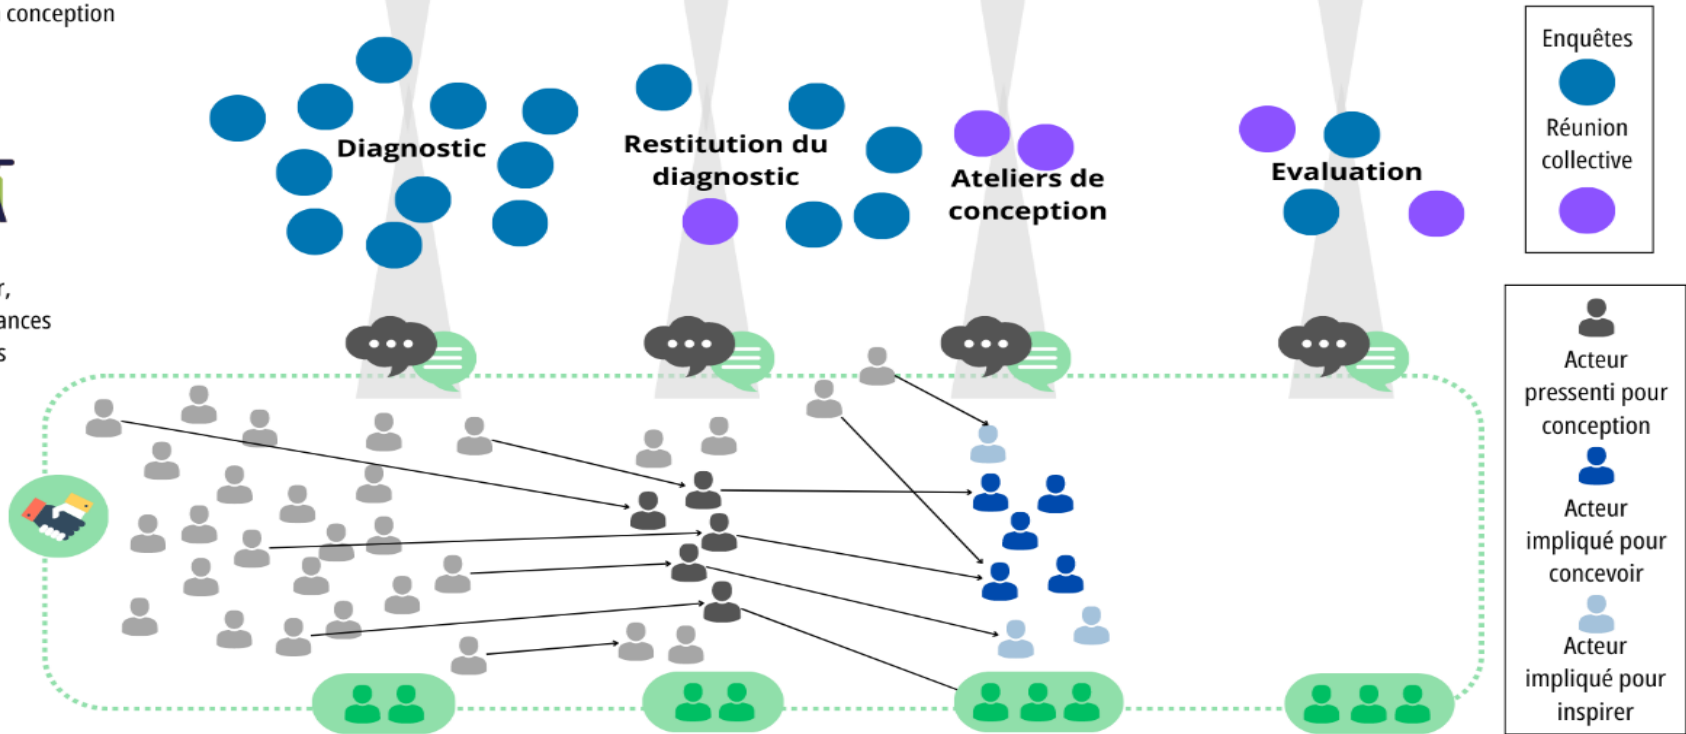 conception
Diagnostic
Restitution du
diagnostic
Ateliers de
conception
Evaluation
Enquêtes
Réunion
collective
Acteur
pressenti pour
conception
Acteur
impliqué pour
concevoir
Acteur
impliqué pour
inspirer